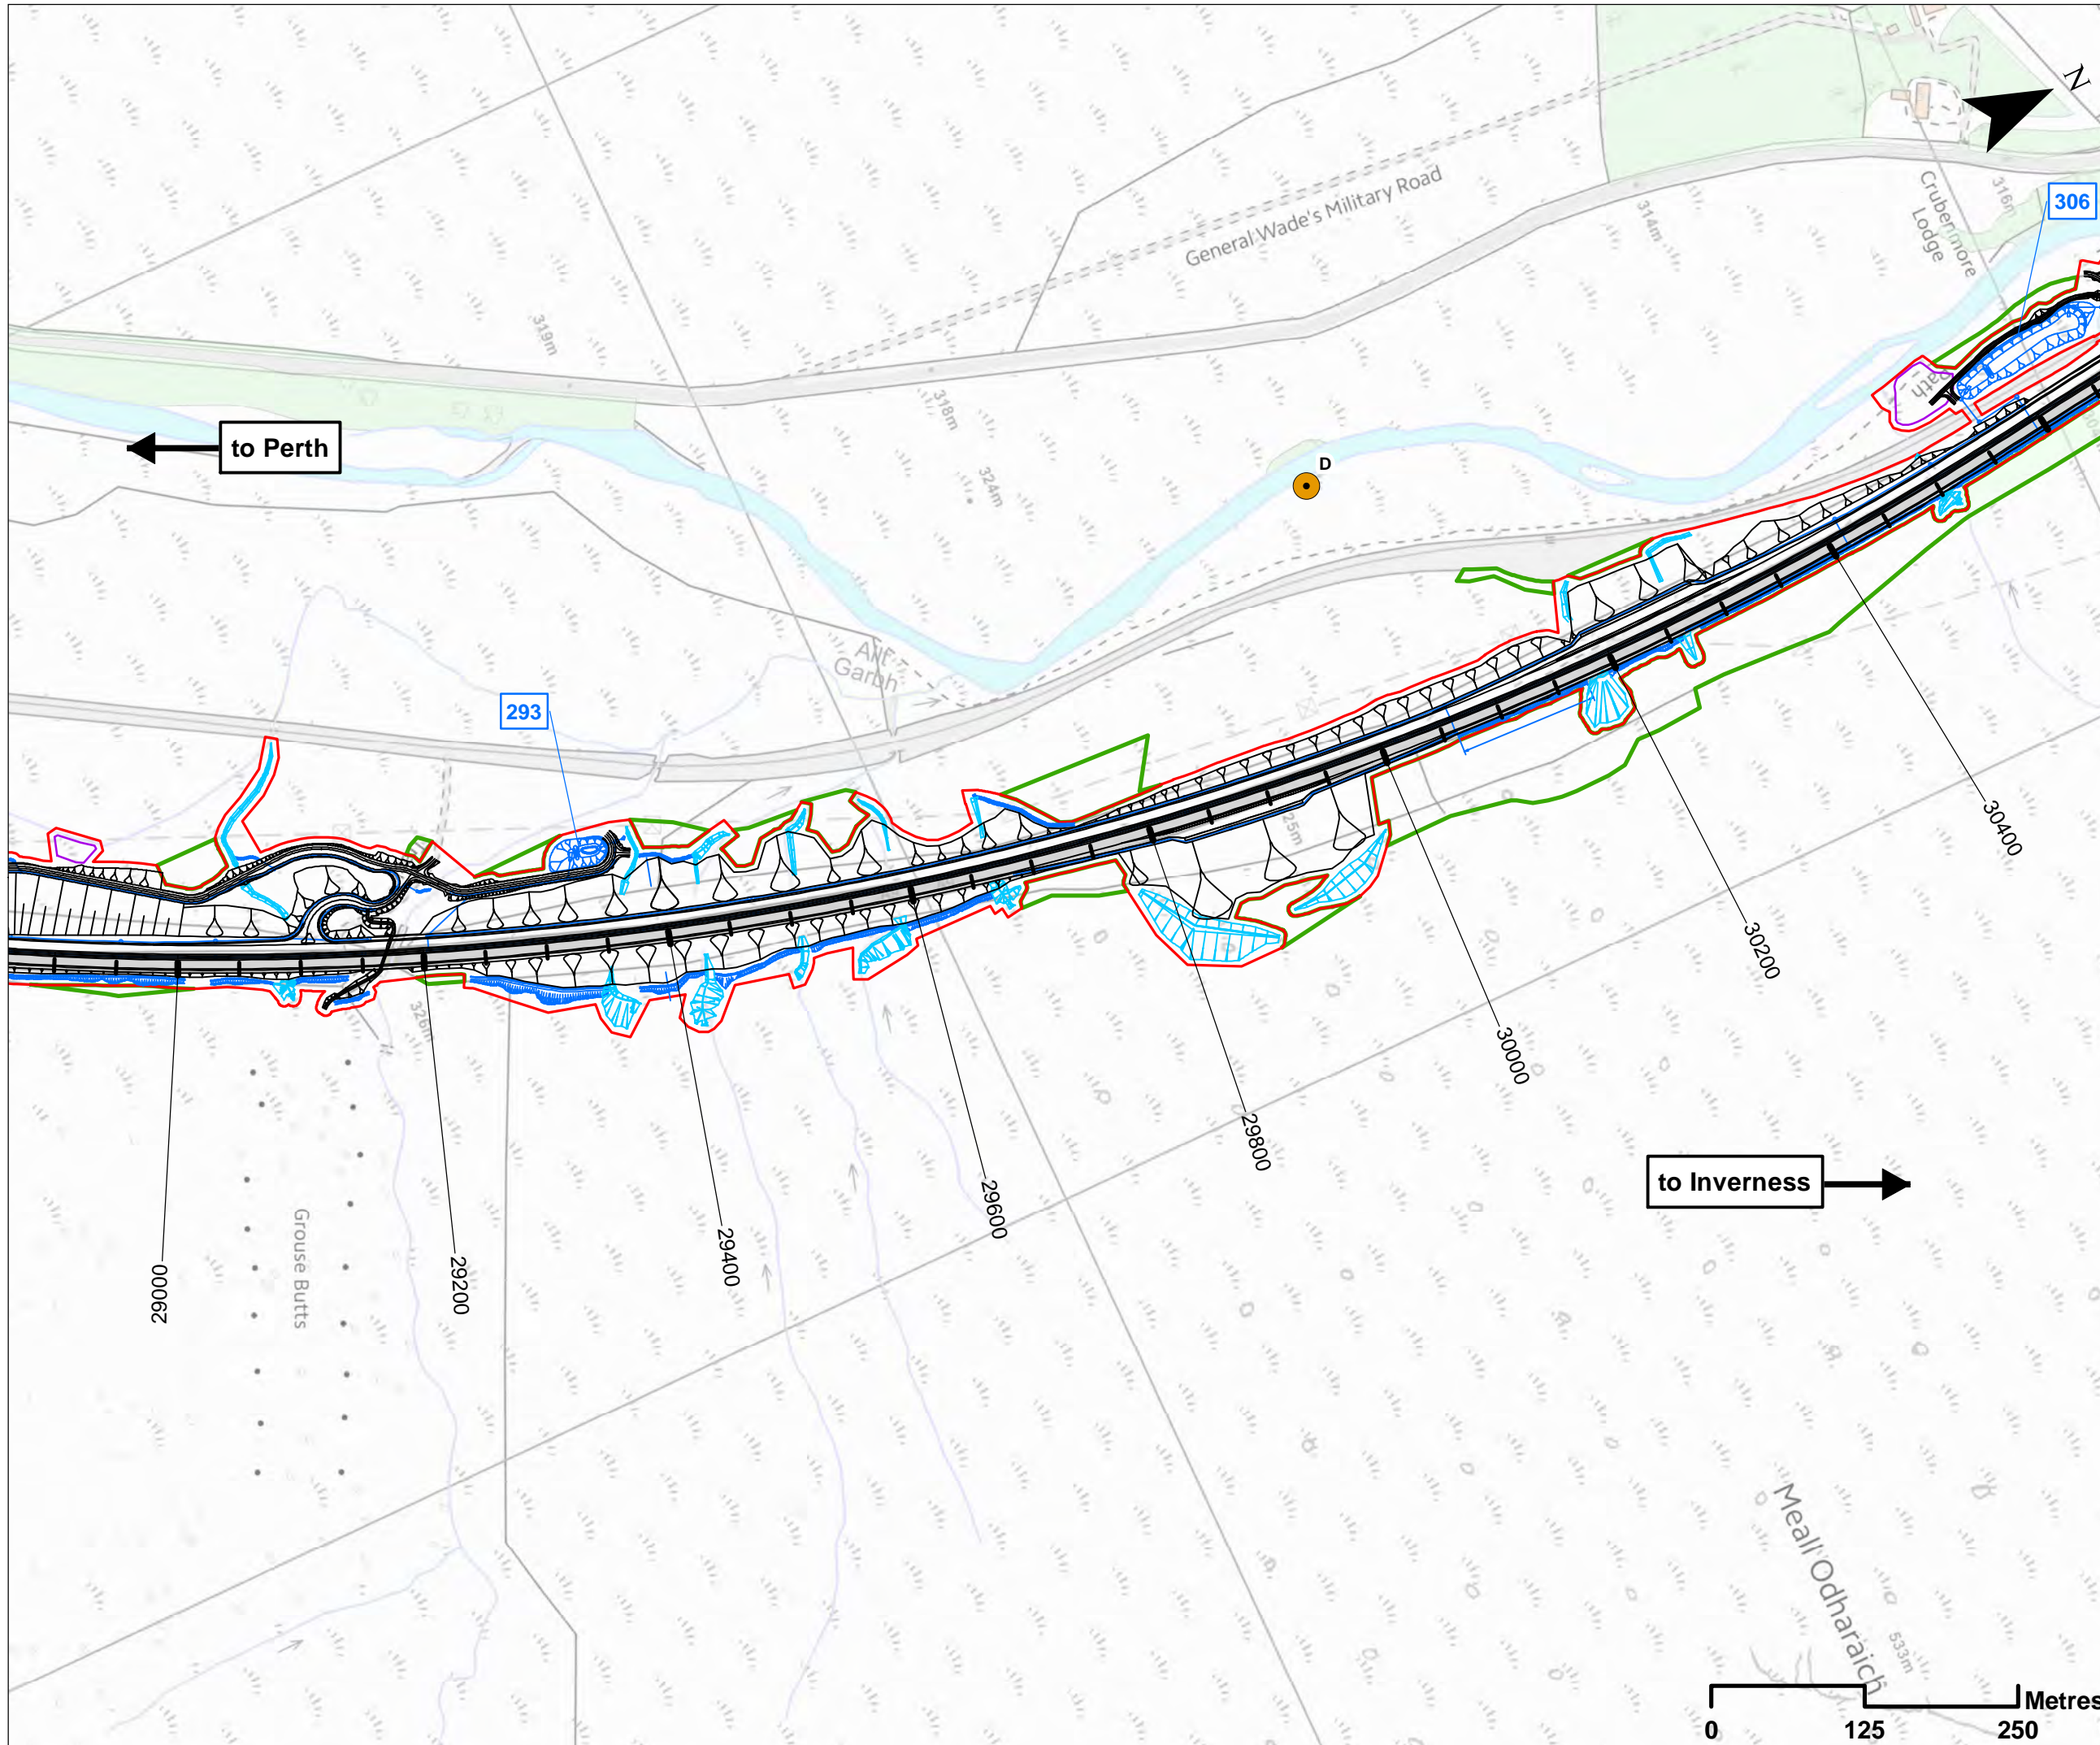 N
306
Crubenmore
Lodge
316m
General Wade's Military Road
314m
319m
318m
Path
to Perth
D
324m
Allt
Garbh
293
325m
326m
30400
30200
30000
29800
29600
29400
29200
29000
Grouse Butts
to Inverness
Meall Odharaich
533m
Metres
0 125 250